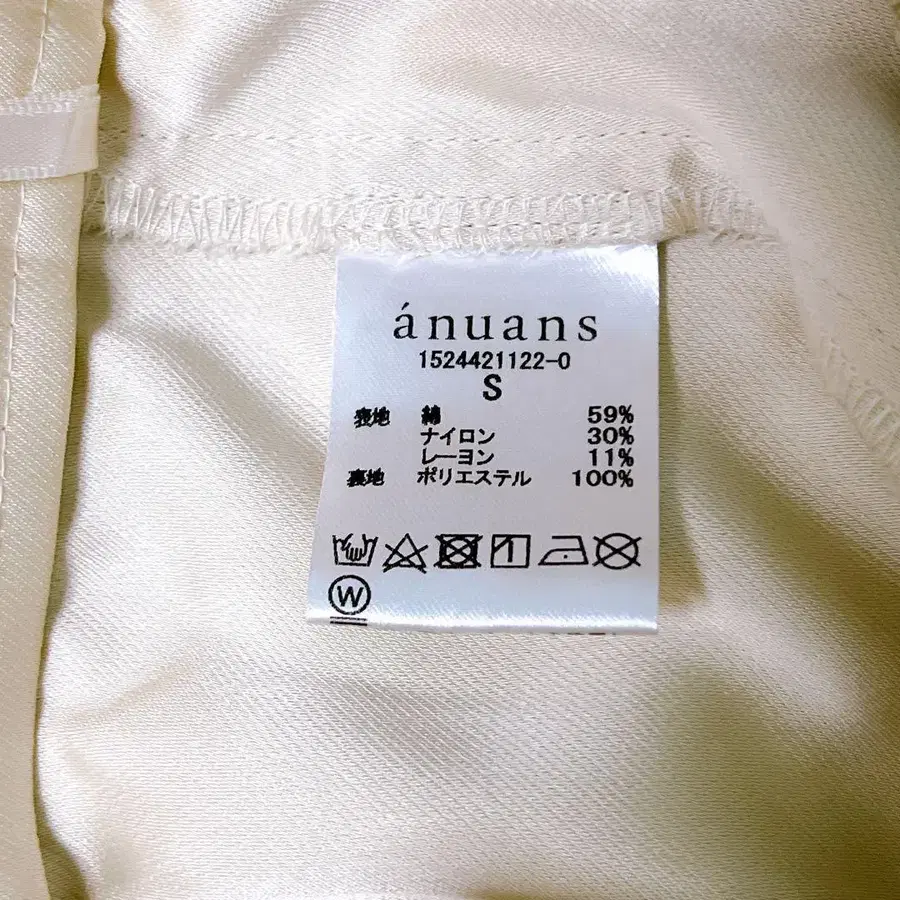 ánuans
1524421122-0
S
表地 綿 59%
ナイロン 30%
レーヨン 11%
裏地 ポリエステル 100%
W